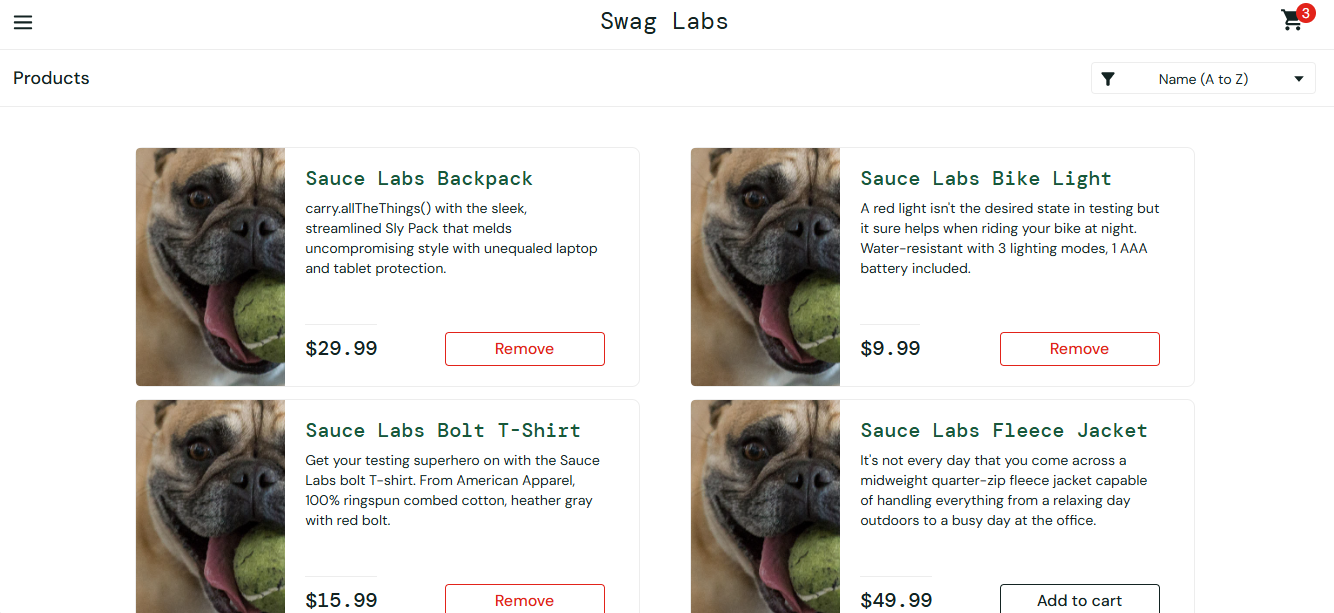 Swag Labs
3
Products
Name (A to Z)
Sauce Labs Backpack
carry.allTheThings() with the sleek,
streamlined Sly Pack that melds
uncompromising style with unequaled laptop
and tablet protection.
$29.99
Remove
Sauce Labs Bike Light
A red light isn't the desired state in testing but
it sure helps when riding your bike at night.
Water-resistant with 3 lighting modes, 1 AAA
battery included.
$9.99
Remove
Sauce Labs Bolt T-Shirt
Get your testing superhero on with the Sauce
Labs bolt T-shirt. From American Apparel,
100% ringspun combed cotton, heather gray
with red bolt.
$15.99
Remove
Sauce Labs Fleece Jacket
It's not every day that you come across a
midweight quarter-zip fleece jacket capable
of handling everything from a relaxing day
outdoors to a busy day at the office.
$49.99
Add to cart